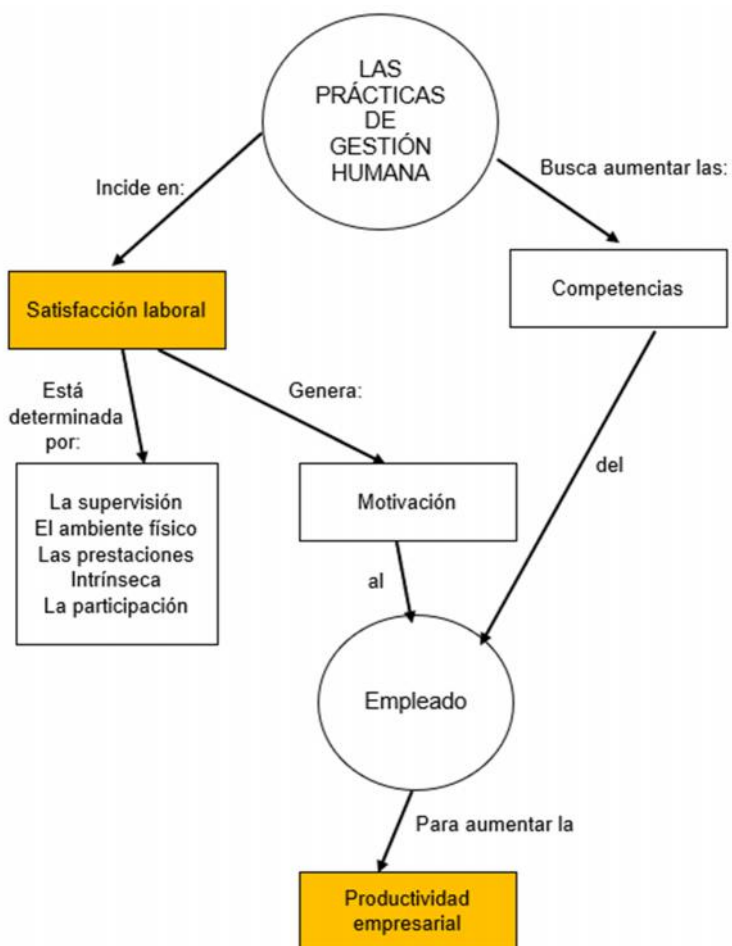 LAS
PRÁCTICAS
DE
GESTIÓN
HUMANA
Incide en:
Busca aumentar las:
Satisfacción laboral
Competencias
Está
determinada
por:
Genera:
del
La supervisión
El ambiente físico
Las prestaciones
Intrínseca
La participación
Motivación
al
Empleado
Para aumentar la
Productividad
empresarial